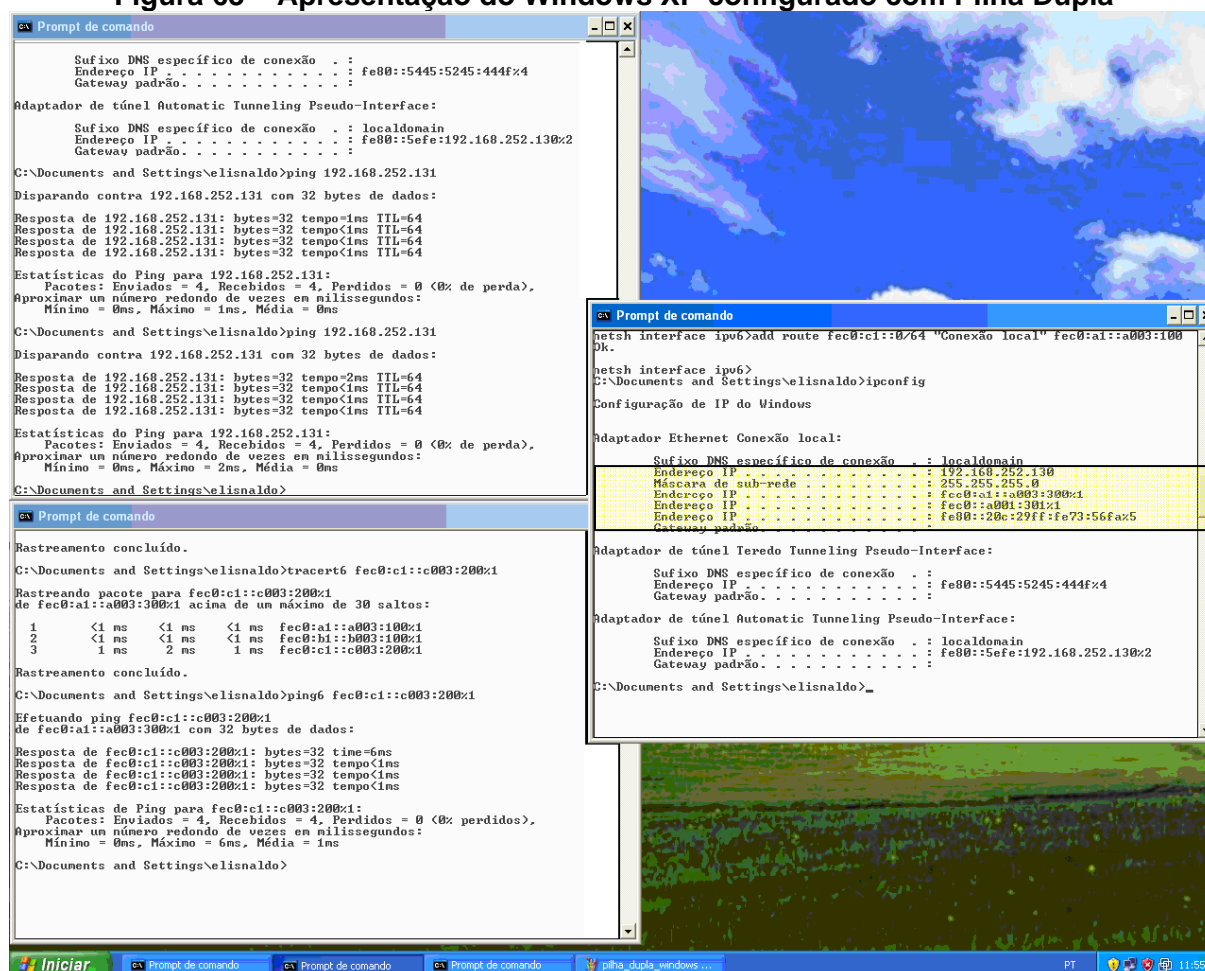 Apresentação do Windows XP configurado com Pilha Dupla
Prompt de comando
Sufixo DNS específico de conexão . :
Endereço IP . . . . . . . . . . . . : fe80::5445:5245:444f%4
Gateway padrão. . . . . . . . . . . :
Adaptador de túnel Automatic Tunneling Pseudo-Interface:
Sufixo DNS específico de conexão . : localdomain
Endereço IP . . . . . . . . . . . . : fe80::5efe:192.168.252.130%2
Gateway padrão. . . . . . . . . . . :
C:\Documents and Settings\elisnaldo>ping 192.168.252.131
Disparando contra 192.168.252.131 com 32 bytes de dados:
Resposta de 192.168.252.131: bytes=32 tempo=1ms TTL=64
Resposta de 192.168.252.131: bytes=32 tempo<1ms TTL=64
Resposta de 192.168.252.131: bytes=32 tempo<1ms TTL=64
Resposta de 192.168.252.131: bytes=32 tempo<1ms TTL=64
Estatísticas do Ping para 192.168.252.131:
Pacotes: Enviados = 4, Recebidos = 4, Perdidos = 0 (0% de perda),
Aproximar um número redondo de vezes em milissegundos:
Mínimo = 0ms, Máximo = 1ms, Média = 0ms
C:\Documents and Settings\elisnaldo>ping 192.168.252.131
Disparando contra 192.168.252.131 com 32 bytes de dados:
Resposta de 192.168.252.131: bytes=32 tempo=2ms TTL=64
Resposta de 192.168.252.131: bytes=32 tempo<1ms TTL=64
Resposta de 192.168.252.131: bytes=32 tempo<1ms TTL=64
Resposta de 192.168.252.131: bytes=32 tempo<1ms TTL=64
Estatísticas do Ping para 192.168.252.131:
Pacotes: Enviados = 4, Recebidos = 4, Perdidos = 0 (0% de perda),
Aproximar um número redondo de vezes em milissegundos:
Mínimo = 0ms, Máximo = 2ms, Média = 0ms
C:\Documents and Settings\elisnaldo>
Prompt de comando
netsh interface ipv6>add route fec0:c1::0/64 "Conexão local" fec0:a1::a003:100
Ok.
netsh interface ipv6>
C:\Documents and Settings\elisnaldo>ipconfig
Configuração de IP do Windows
Adaptador Ethernet Conexão local:
Sufixo DNS específico de conexão . : localdomain
Endereço IP . . . . . . . . . . . . : 192.168.252.130
Máscara de sub-rede . . . . . . . . : 255.255.255.0
Endereço IP . . . . . . . . . . . . : fec0:a1::a003:300%1
Endereço IP . . . . . . . . . . . . : fec0::a001:301%1
Endereço IP . . . . . . . . . . . . : fe80::20c:29ff:fe73:56fa%5
Gateway padrão. . . . . . . . . . . :
Adaptador de túnel Teredo Tunneling Pseudo-Interface:
Sufixo DNS específico de conexão . :
Endereço IP . . . . . . . . . . . . : fe80::5445:5245:444f%4
Gateway padrão. . . . . . . . . . . :
Adaptador de túnel Automatic Tunneling Pseudo-Interface:
Sufixo DNS específico de conexão . : localdomain
Endereço IP . . . . . . . . . . . . : fe80::5efe:192.168.252.130%2
Gateway padrão. . . . . . . . . . . :
C:\Documents and Settings\elisnaldo>_
Prompt de comando
Rastreamento concluído.
C:\Documents and Settings\elisnaldo>tracert6 fec0:c1::c003:200%1
Rastreando pacote para fec0:c1::c003:200%1
de fec0:a1::a003:300%1 acima de um máximo de 30 saltos:
1 <1 ms <1 ms <1 ms fec0:a1::a003:100%1
2 <1 ms <1 ms <1 ms fec0:b1::b003:100%1
3 1 ms 2 ms 1 ms fec0:c1::c003:200%1
Rastreamento concluído.
C:\Documents and Settings\elisnaldo>ping6 fec0:c1::c003:200%1
Efetuando ping fec0:c1::c003:200%1
de fec0:a1::a003:300%1 com 32 bytes de dados:
Resposta de fec0:c1::c003:200%1: bytes=32 time=6ms
Resposta de fec0:c1::c003:200%1: bytes=32 tempo<1ms
Resposta de fec0:c1::c003:200%1: bytes=32 tempo<1ms
Resposta de fec0:c1::c003:200%1: bytes=32 tempo<1ms
Estatísticas de Ping para fec0:c1::c003:200%1:
Pacotes: Enviados = 4, Recebidos = 4, Perdidos = 0 (0% perdidos),
Aproximar um número redondo de vezes em milissegundos:
Mínimo = 0ms, Máximo = 6ms, Média = 1ms
C:\Documents and Settings\elisnaldo>
Iniciar Prompt de comando Prompt de comando Prompt de comando pilha_dupla_windows ... PT 11:55